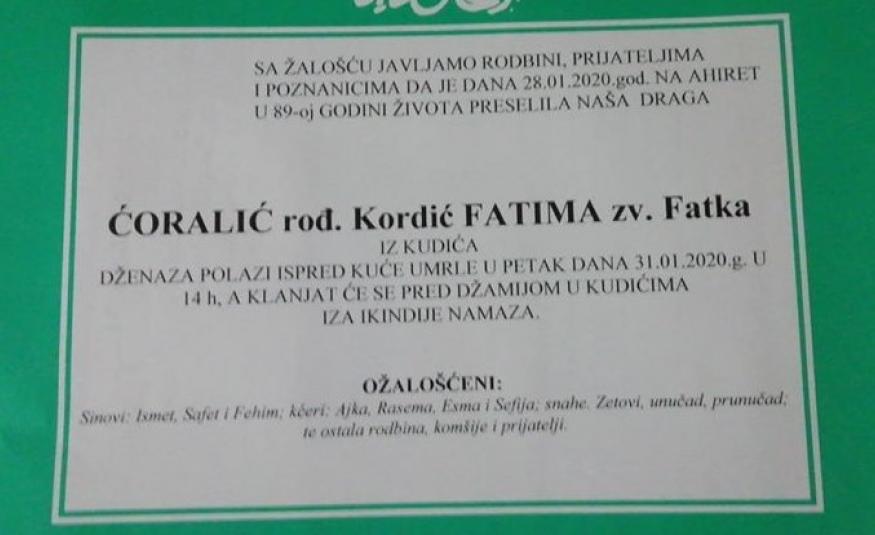 SA ŽALOŠĆU JAVLJAMO RODBINI, PRIJATELJIMA
I POZNANICIMA DA JE DANA 28.01.2020.god. NA AHIRET
U 89-oj GODINI ŽIVOTA PRESELILA NAŠA DRAGA
ĆORALIĆ rođ. Kordić FATIMA zv. Fatka
IZ KUDIĆA
DŽENAZA POLAZI ISPRED KUĆE UMRLE U PETAK DANA 31.01.2020.g. U
14 h, A KLANJAT ĆE SE PRED DŽAMIJOM U KUDIĆIMA
IZA IKINDIJE NAMAZA.
OŽALOŠĆENI:
Sinovi: Ismet, Safet i Fehim; kćeri: Ajka, Rasema, Esma i Sefija; snahe. Zetovi, unučad, prunučad;
te ostala rodbina, komšije i prijatelji.